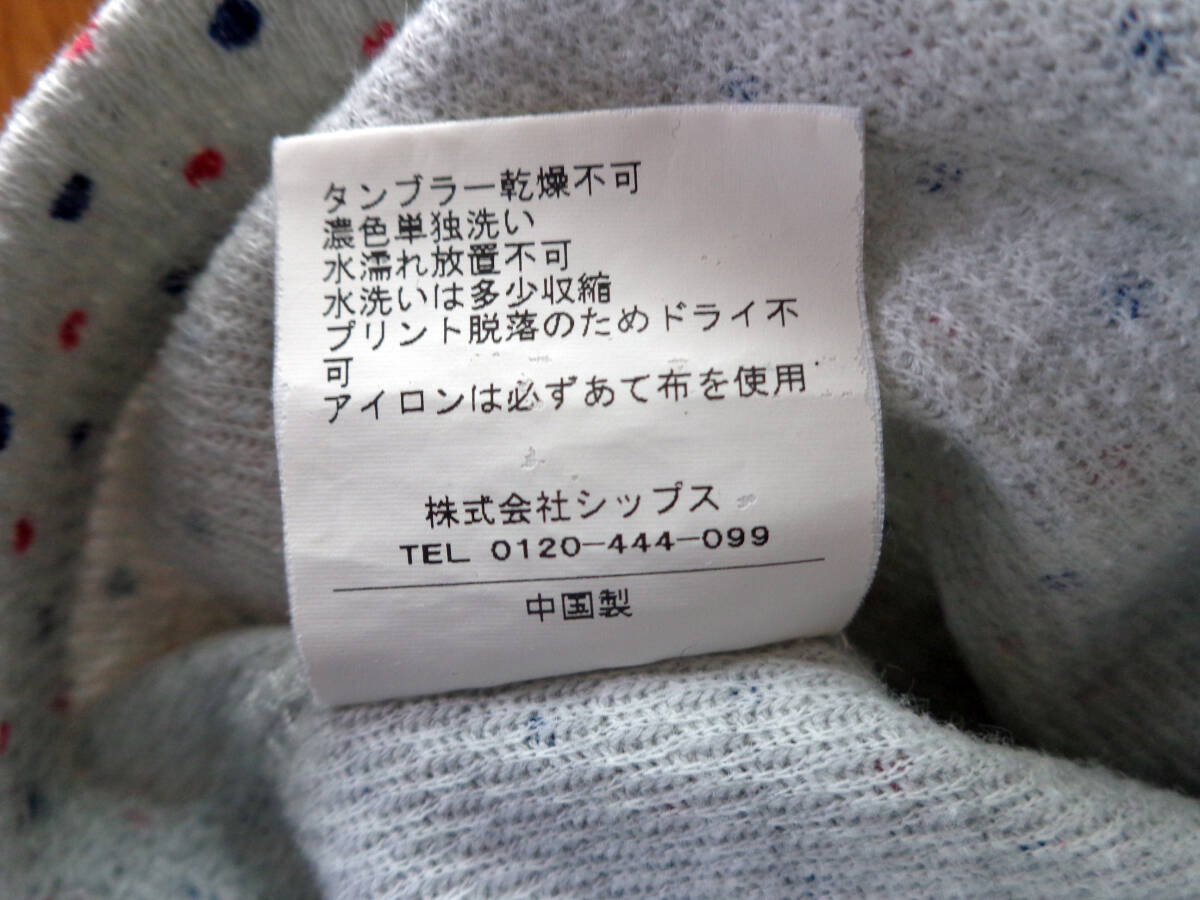 タンブラー乾燥不可
濃色単独洗い
水濡れ放置不可
水洗いは多少収縮
プリント脱落のためドライ不
可
アイロンは必ずあて布を使用
株式会社シップス
TEL 0120-444-099
中国製